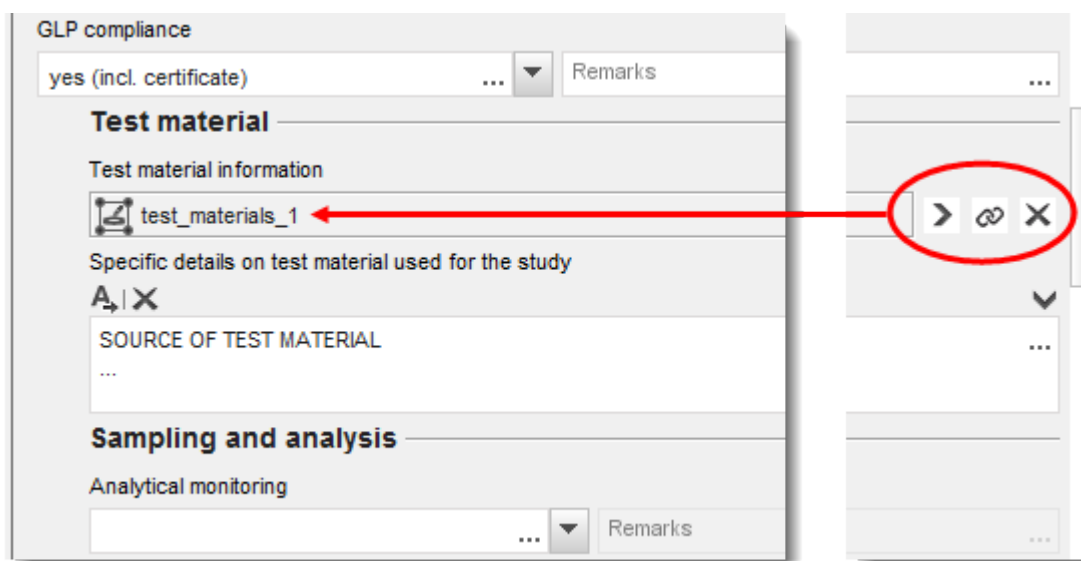 GLP compliance
yes (incl. certificate) ... Remarks ...
Test material
Test material information
test_materials_1
Specific details on test material used for the study
A
SOURCE OF TEST MATERIAL ...
...
Sampling and analysis
Analytical monitoring
... Remarks ...